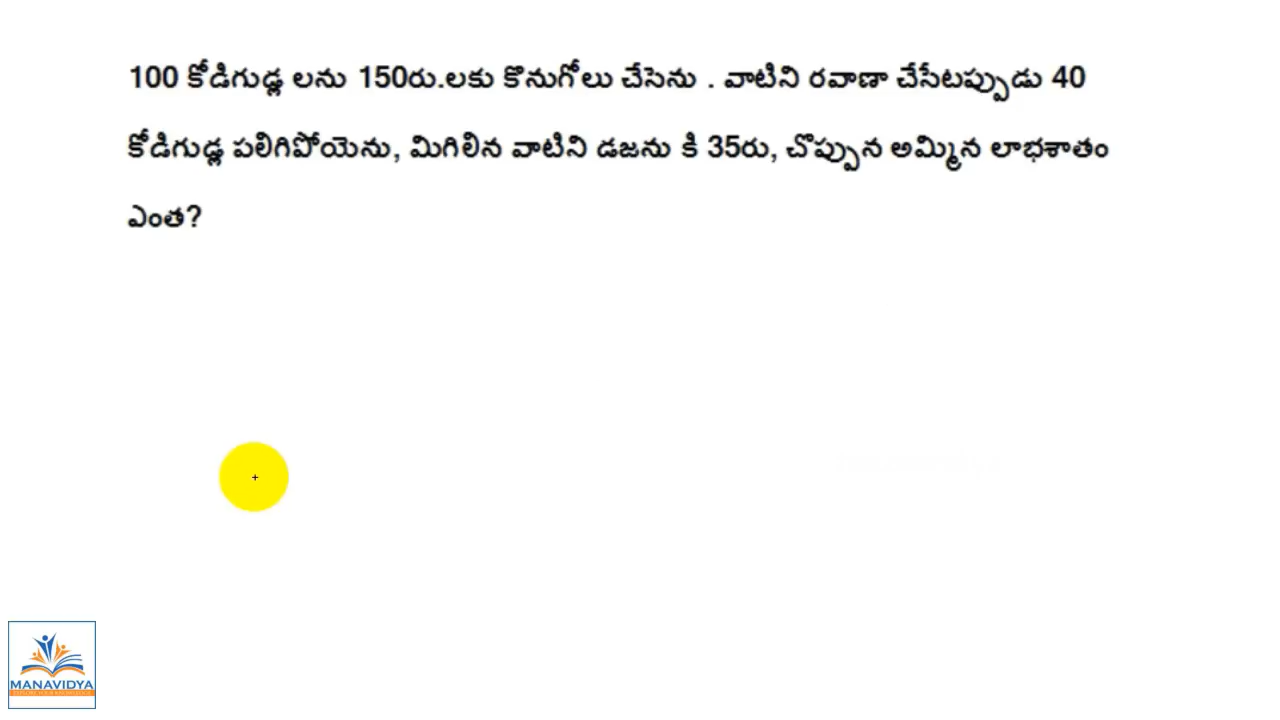 100 కోడిగుడ్ల లను 150రు.లకు కొనుగోలు చేసెను . వాటిని రవాణా చేసేటప్పుడు 40
కోడిగుడ్ల పలిగిపోయెను, మిగిలిన వాటిని డజను కి 35రు, చొప్పున అమ్మిన లాభశాతం
ఎంత?
MANAVIDYA